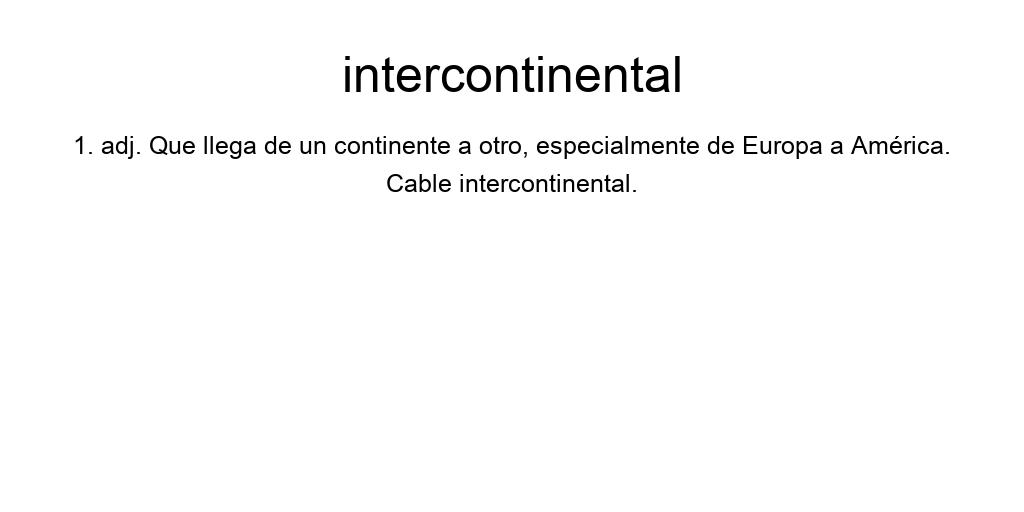 intercontinental
1. adj. Que llega de un continente a otro, especialmente de Europa a América.
Cable intercontinental.